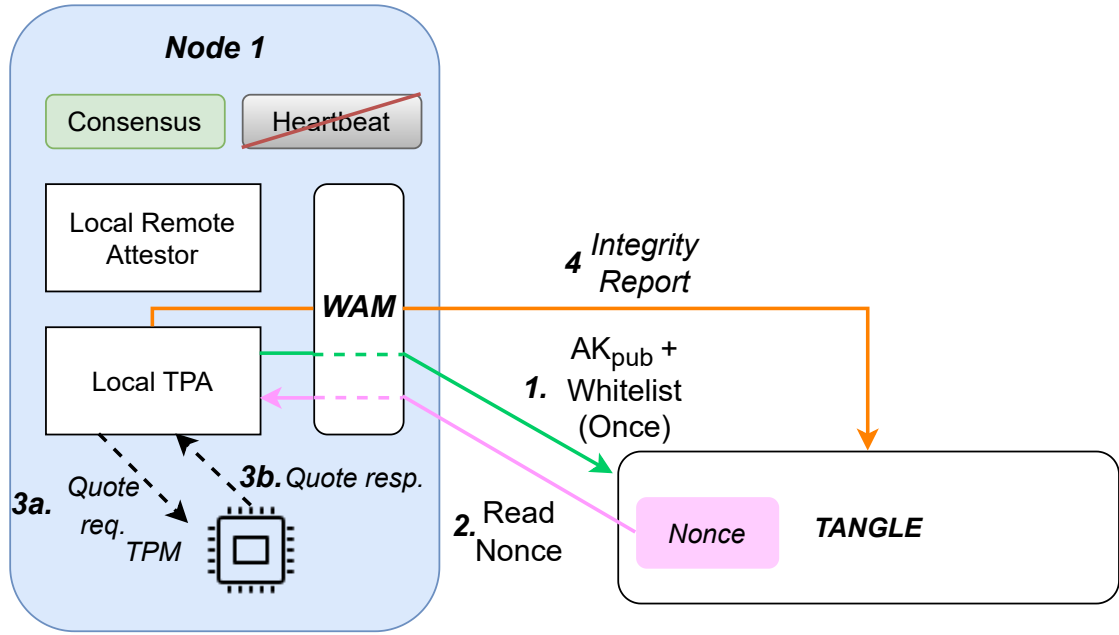 Node 1
Consensus
Heartbeat
Local Remote
Attestor
WAM
4 Integrity
Report
Local TPA
1. AKpub +
Whitelist
(Once)
3a. Quote
req.
TPM
3b. Quote resp.
2. Read
Nonce
Nonce
TANGLE